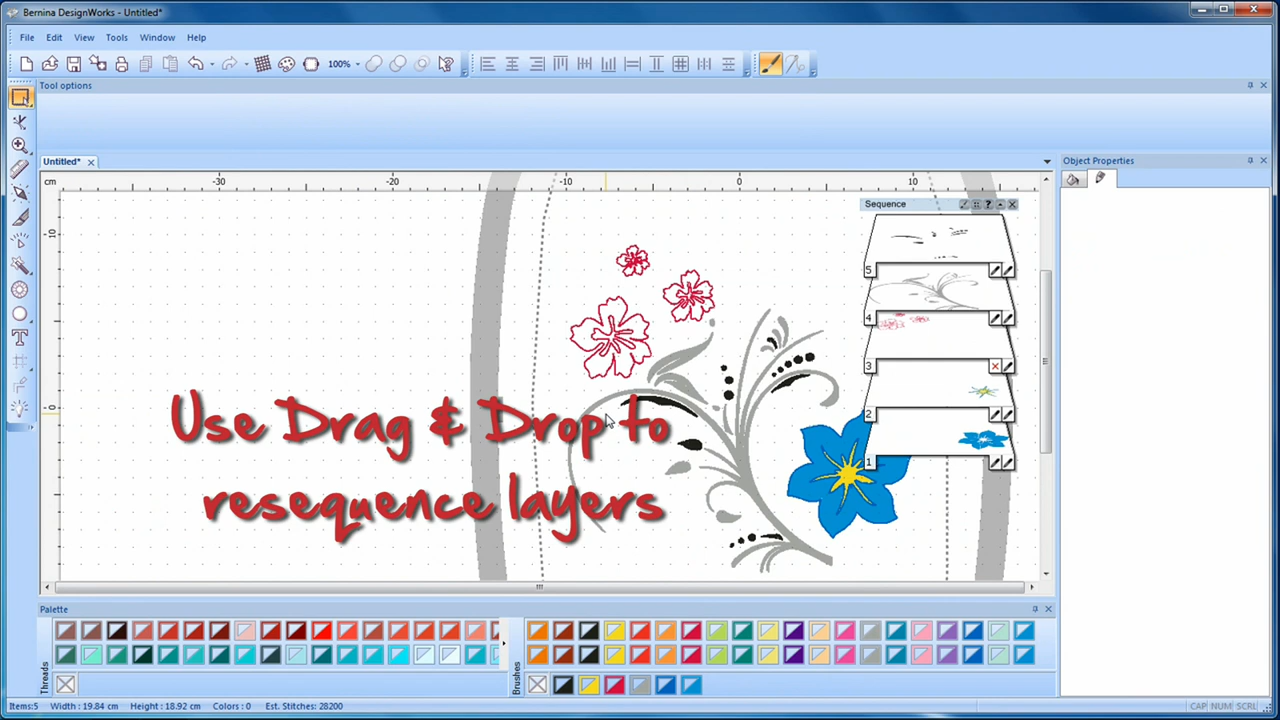 Bernina DesignWorks - Untitled*
File Edit View Tools Window Help
100%
Tool options
Untitled*
Object Properties
cm -30 -20 -10 0 10
Sequence
-10
5
4
3
2
1
0
Use Drag & Drop to
resequence layers
Palette
Threads
Brushes
Items:5 Width : 19.84 cm Height : 18.92 cm Colors : 0 Est. Stitches: 28200 CAP NUM SCRL